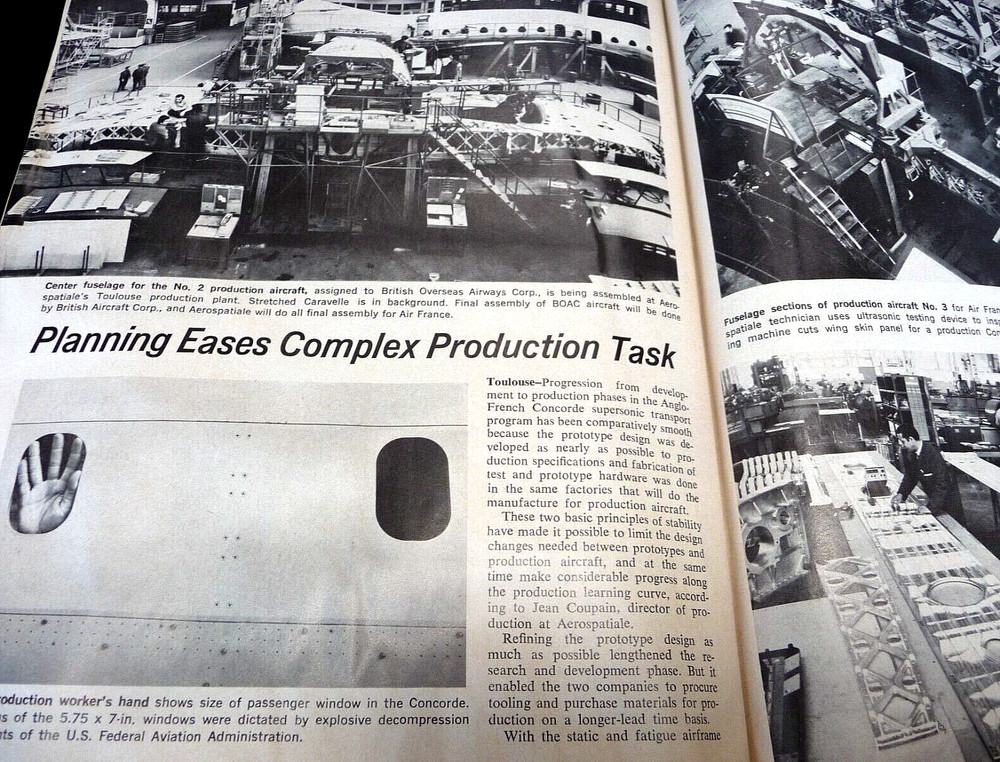 Center fuselage for the No. 2 production aircraft, assigned to British Overseas Airways Corp., is being assembled at Aero-
spatiale's Toulouse production plant. Stretched Caravelle is in background. Final assembly of BOAC aircraft will be done
by British Aircraft Corp., and Aerospatiale will do all final assembly for Air France.
Planning Eases Complex Production Task
Toulouse—Progression from develop-
ment to production phases in the Anglo-
French Concorde supersonic transport
program has been comparatively smooth
because the prototype design was de-
veloped as nearly as possible to pro-
duction specifications and fabrication of
test and prototype hardware was done
in the same factories that will do the
manufacture for production aircraft.
These two basic principles of stability
have made it possible to limit the design
changes needed between prototypes and
production aircraft, and at the same
time make considerable progress along
the production learning curve, accord-
ing to Jean Coupain, director of pro-
duction at Aerospatiale.
Refining the prototype design as
much as possible lengthened the re-
search and development phase. But it
enabled the two companies to procure
tooling and purchase materials for pro-
duction on a longer-lead time basis.
With the static and fatigue airframe
oduction worker's hand shows size of passenger window in the Concorde.
s of the 5.75 x 7-in. windows were dictated by explosive decompression
ts of the U.S. Federal Aviation Administration.
Fuselage sections of production aircraft No. 3 for Air Fran
spatiale technician uses ultrasonic testing device to insp
ing machine cuts wing skin panel for a production Con